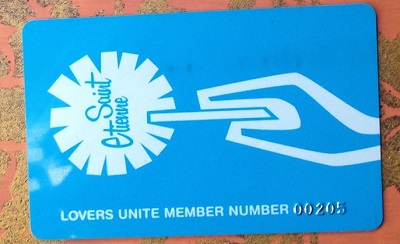 Saint
etienne
LOVERS UNITE MEMBER NUMBER 00205